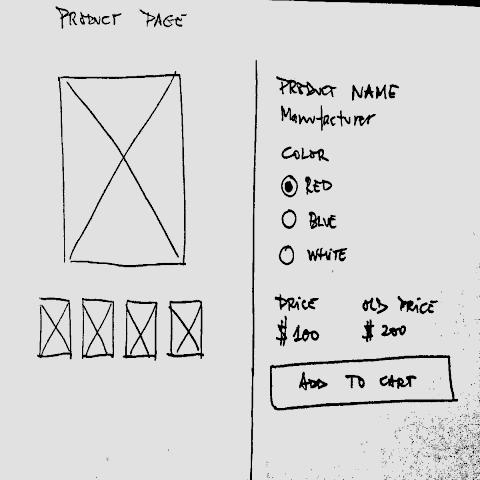 PRODUCT PAGE
PRODUCT NAME
Manufacturer
COLOR
RED
BLUE
WHITE
PRICE OLD PRICE
$ 100 $ 200
ADD TO CART